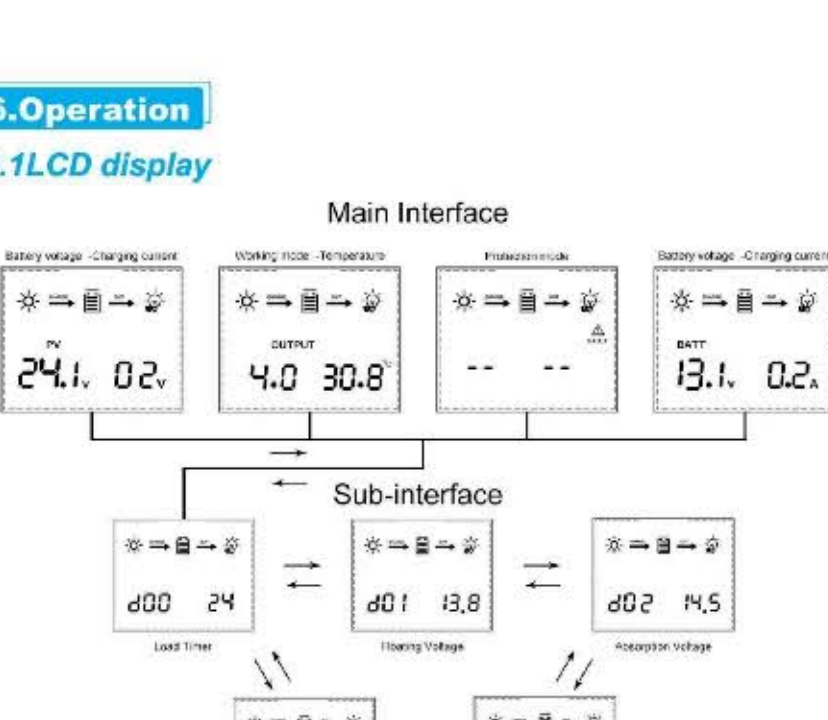 6.Operation
.1LCD display
Main Interface
Battery voltage -Charging current
Working mode -Temperature
Protection mode
Battery voltage -Charging current
PV
24.1v 02v
OUTPUT
4.0 30.8°C
-- --
BATT
13.1v 0.2A
Sub-interface
d00 24
d01 13.8
d02 14.5
Load Timer
Floating Voltage
Absorption Voltage